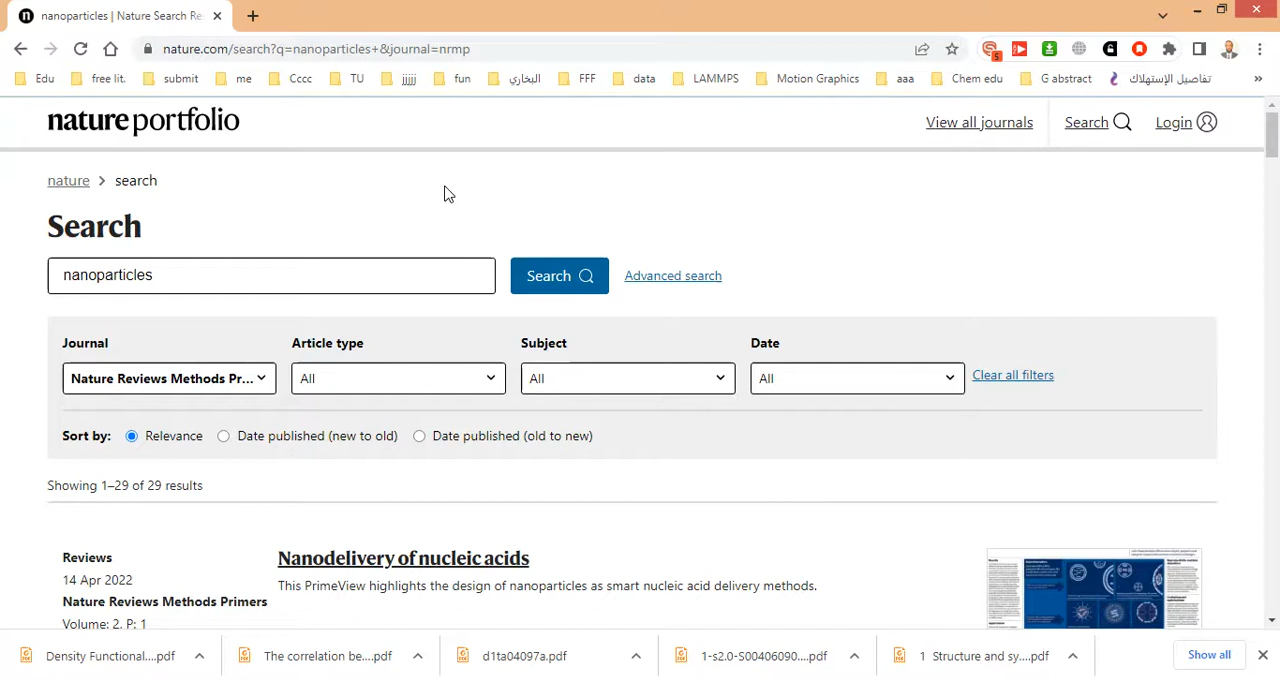 nanoparticles | Nature Search Re
nature.com/search?q=nanoparticles+&journal=nrmp
5
Edu free lit. submit me Cccc TU jjjjj fun البخاري FFF data LAMMPS Motion Graphics aaa Chem edu G abstract تفاصيل الإستهلاك »
nature portfolio View all journals Search Login
nature > search
Search
nanoparticles Search Advanced search
Journal Article type Subject Date
Nature Reviews Methods Pr... All All All Clear all filters
Sort by: Relevance Date published (new to old) Date published (old to new)
Showing 1–29 of 29 results
Reviews Nanodelivery of nucleic acids
14 Apr 2022 highlights the design of nanoparticles as smart nucleic acid delivery methods.
Nature Reviews Methods Primers
Volume: 2, P: 1
Density Functional....pdf The correlation be....pdf d1ta04097a.pdf 1-s2.0-S00406090....pdf 1 Structure and sy....pdf Show all